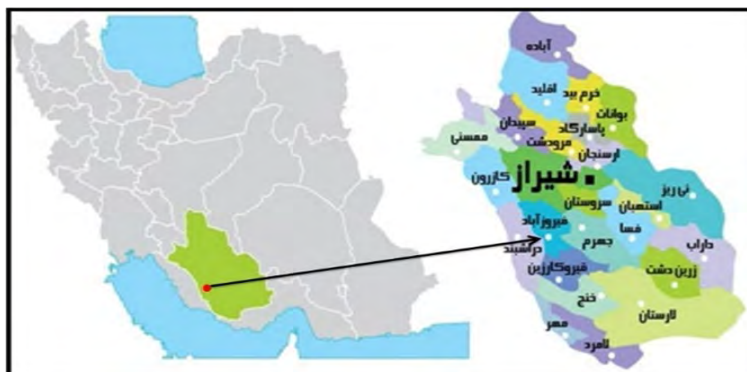 آباده
اقلید
خرم بید
بوانات
سپیدان
پاسارگاد
ممسنی
مرودشت
ارسنجان
کازرون
شیراز
نی ریز
سروستان
استهبان
فیروزآباد
فسا
جهرم
داراب
فراشبند
قیروکارزین
زرین دشت
خنج
لارستان
مهر
لامرد